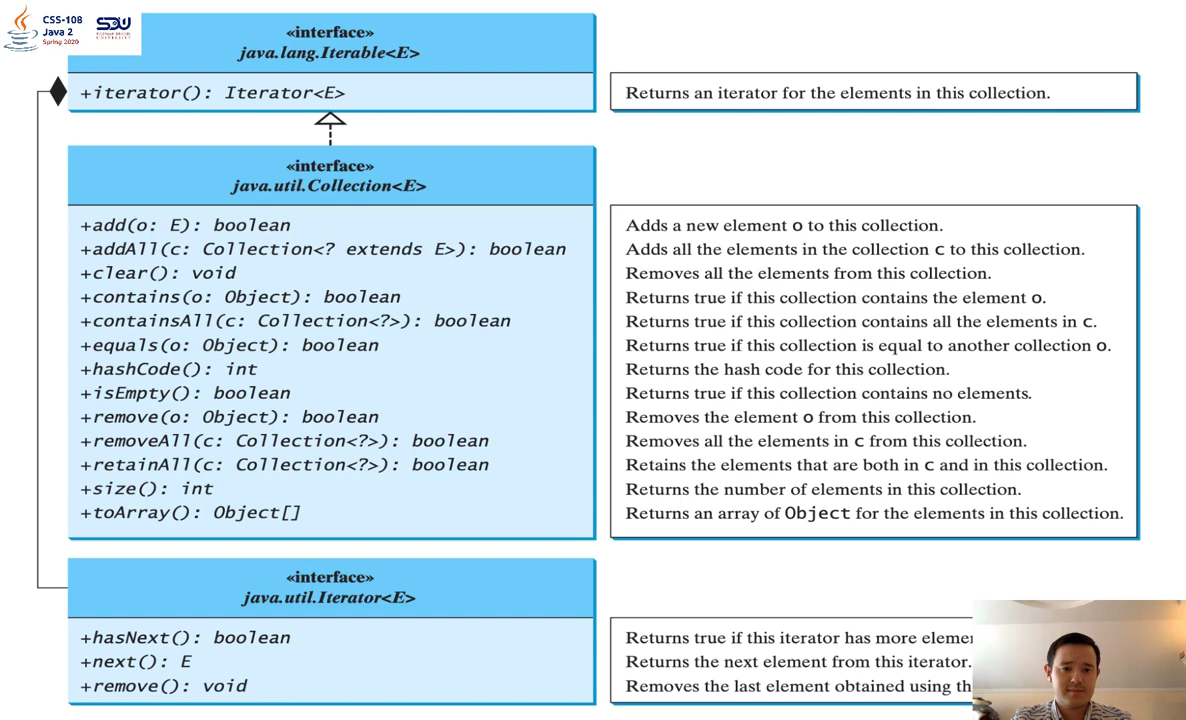 CSS-108
Java 2
Spring 2020
SDU
«interface»
java.lang.Iterable<E>
+iterator(): Iterator<E>
Returns an iterator for the elements in this collection.
«interface»
java.util.Collection<E>
+add(o: E): boolean
Adds a new element o to this collection.
+addAll(c: Collection<? extends E>): boolean
Adds all the elements in the collection c to this collection.
+clear(): void
Removes all the elements from this collection.
+contains(o: Object): boolean
Returns true if this collection contains the element o.
+containsAll(c: Collection<?>): boolean
Returns true if this collection contains all the elements in c.
+equals(o: Object): boolean
Returns true if this collection is equal to another collection o.
+hashCode(): int
Returns the hash code for this collection.
+isEmpty(): boolean
Returns true if this collection contains no elements.
+remove(o: Object): boolean
Removes the element o from this collection.
+removeAll(c: Collection<?>): boolean
Removes all the elements in c from this collection.
+retainAll(c: Collection<?>): boolean
Retains the elements that are both in c and in this collection.
+size(): int
Returns the number of elements in this collection.
+toArray(): Object[]
Returns an array of Object for the elements in this collection.
«interface»
java.util.Iterator<E>
+hasNext(): boolean
Returns true if this iterator has more
+next(): E
Returns the next element from this iterator.
+remove(): void
Removes the last element obtained using